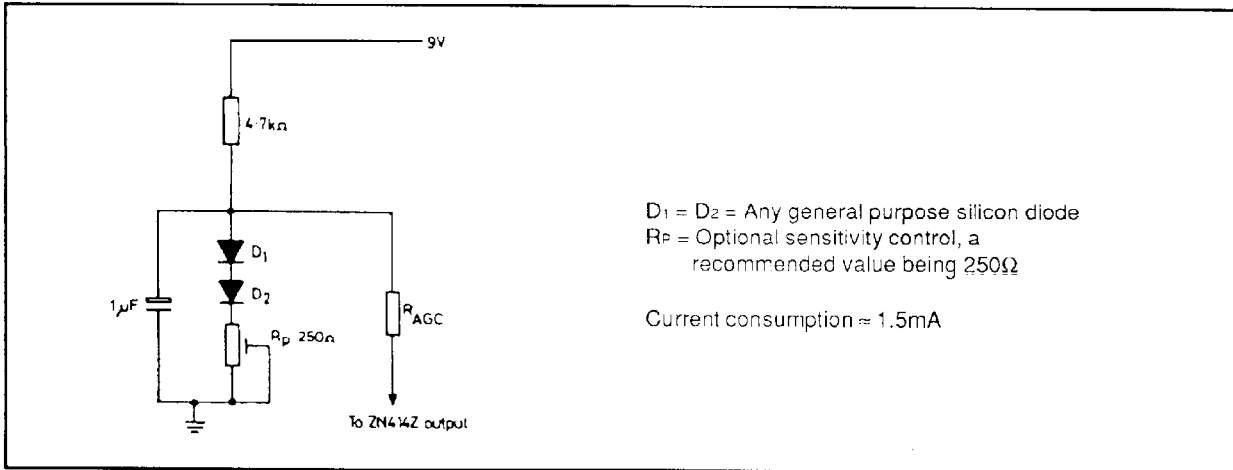 9V
4·7kΩ
D1
D2
1µF
Rp 250Ω
RAGC
To ZN414Z output
D1 = D2 = Any general purpose silicon diode
RP = Optional sensitivity control, a
recommended value being 250Ω
Current consumption ≈ 1.5mA